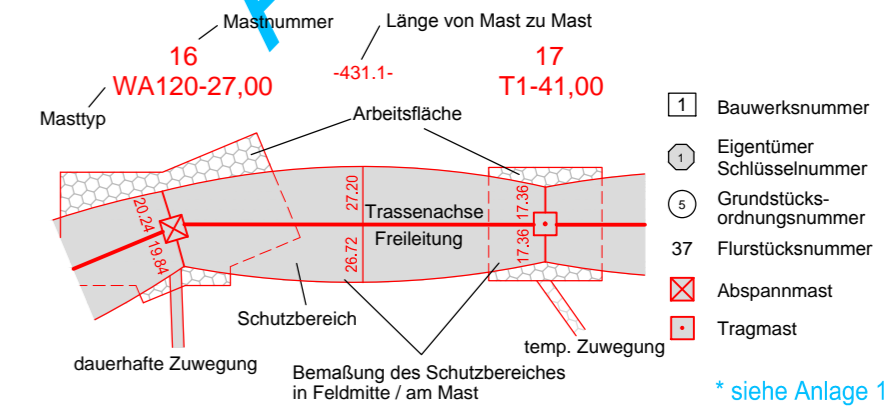 Mastnummer
Länge von Mast zu Mast
16
-431.1-
17
WA120-27,00
T1-41,00
Masttyp
Arbeitsfläche
20.24
19.84
27.20
26.72
Trassenachse
Freileitung
17.36
17.36
Schutzbereich
dauerhafte Zuwegung
temp. Zuwegung
Bemaßung des Schutzbereiches
in Feldmitte / am Mast
1
Bauwerksnummer
1
Eigentümer
Schlüsselnummer
5
Grundstücks-
ordnungsnummer
37
Flurstücksnummer
Abspannmast
Tragmast
* siehe Anlage 1